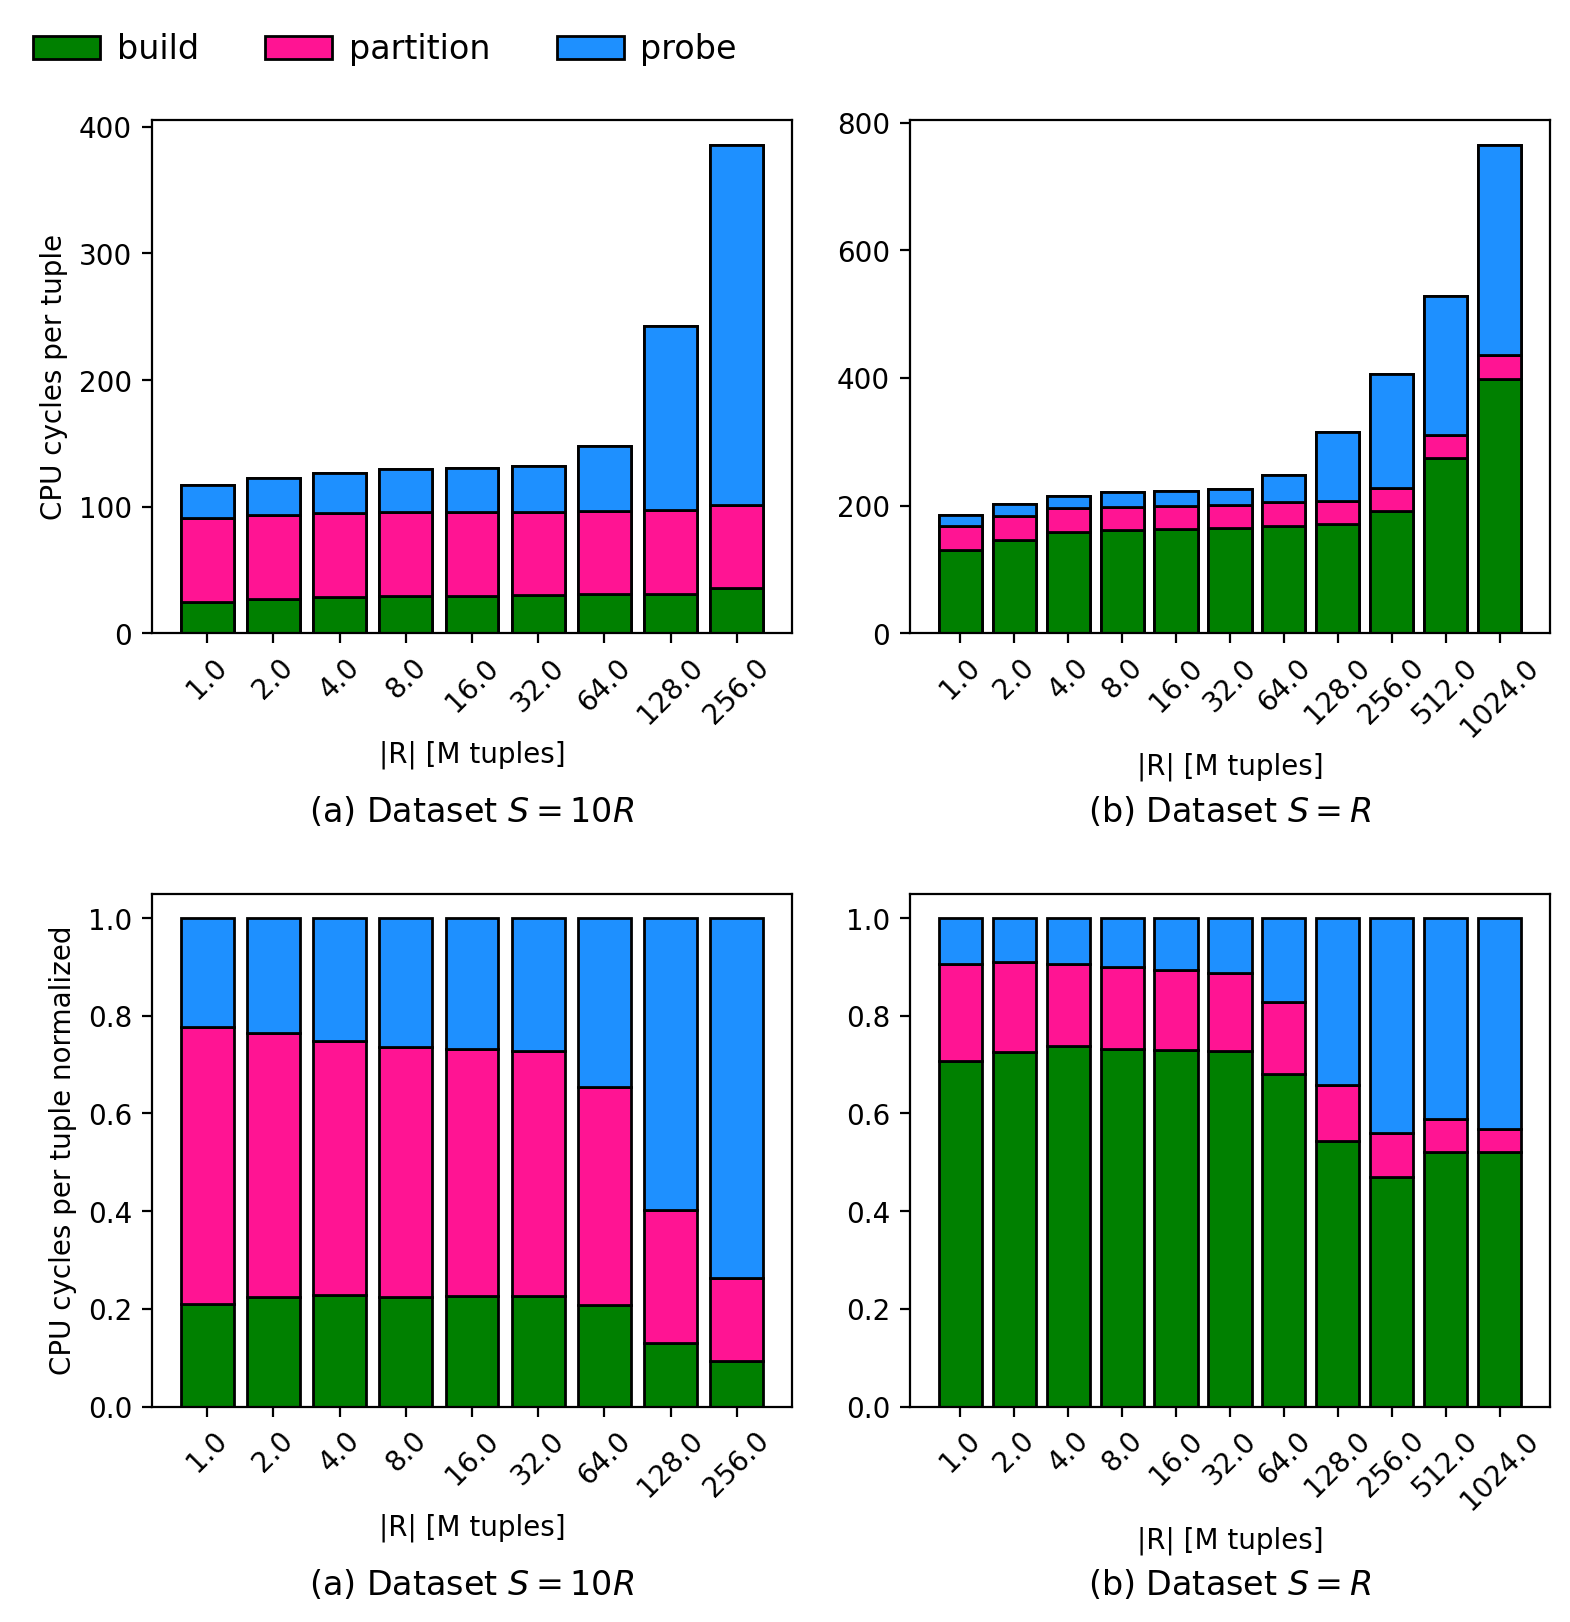 build partition probe
400
300
200
100
0
CPU cycles per tuple
1.0 2.0 4.0 8.0 16.0 32.0 64.0 128.0 256.0
|R| [M tuples]
(a) Dataset S = 10R
800
600
400
200
0
1.0 2.0 4.0 8.0 16.0 32.0 64.0 128.0 256.0 512.0 1024.0
|R| [M tuples]
(b) Dataset S = R
1.0
0.8
0.6
0.4
0.2
0.0
CPU cycles per tuple normalized
1.0 2.0 4.0 8.0 16.0 32.0 64.0 128.0 256.0
|R| [M tuples]
(a) Dataset S = 10R
1.0
0.8
0.6
0.4
0.2
0.0
1.0 2.0 4.0 8.0 16.0 32.0 64.0 128.0 256.0 512.0 1024.0
|R| [M tuples]
(b) Dataset S = R